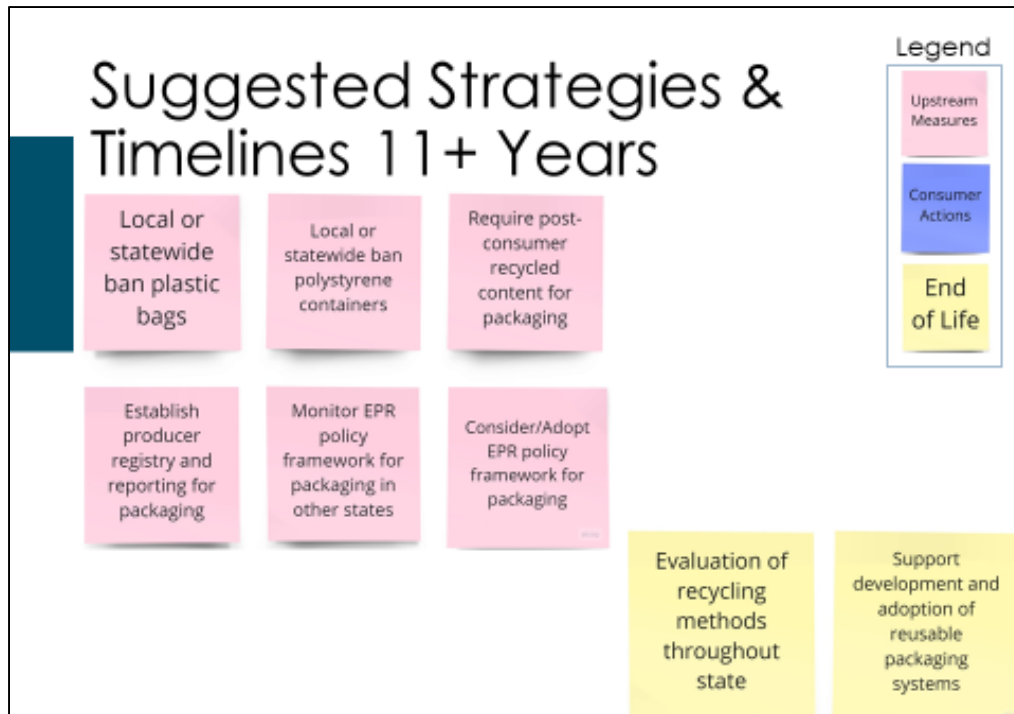 Suggested Strategies &
Timelines 11+ Years
Legend
Upstream
Measures
Consumer
Actions
End
of Life
Local or
statewide
ban plastic
bags
Local or
statewide ban
polystyrene
containers
Require post-
consumer
recycled
content for
packaging
Establish
producer
registry and
reporting for
packaging
Monitor EPR
policy
framework for
packaging in
other states
Consider/Adopt
EPR policy
framework for
packaging
Evaluation of
recycling
methods
throughout
state
Support
development and
adoption of
reusable
packaging
systems